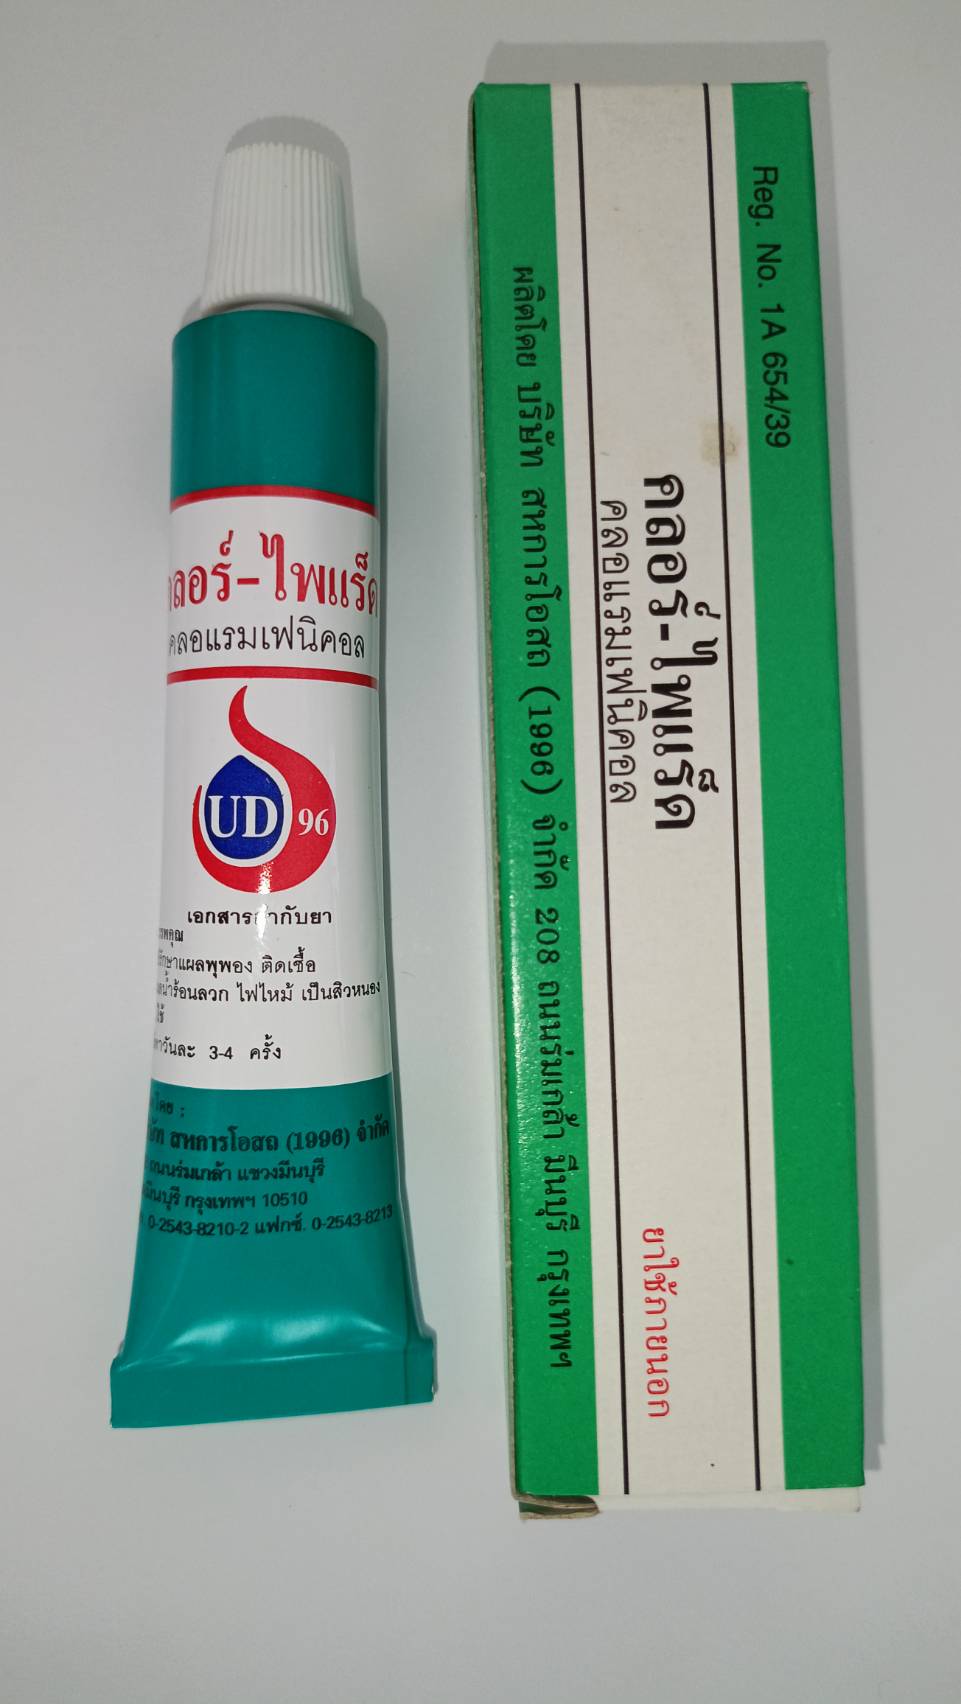 คลอร์-ไพแร็ด
คลอแรมเฟนิคอล
UD 96
เอกสารกำกับยา
รักษาแผลพุพอง ติดเชื้อ
น้ำร้อนลวก ไฟไหม้ เป็นสิวหนอง
วันละ 3-4 ครั้ง
สหการโอสถ (1996) จำกัด
ถนนร่มเกล้า แขวงมีนบุรี
กรุงเทพฯ 10510
0-2543-8210-2 แฟกซ์. 0-2543-8213
Reg. No. 1A 654/39
คลอร์-ไพแร็ด
คลอแรมเฟนิคอล
ยาใช้ภายนอก
ผลิตโดย บริษัท สหการโอสถ (1996) จำกัด 208 ถนนร่มเกล้า มีนบุรี กรุงเทพฯ